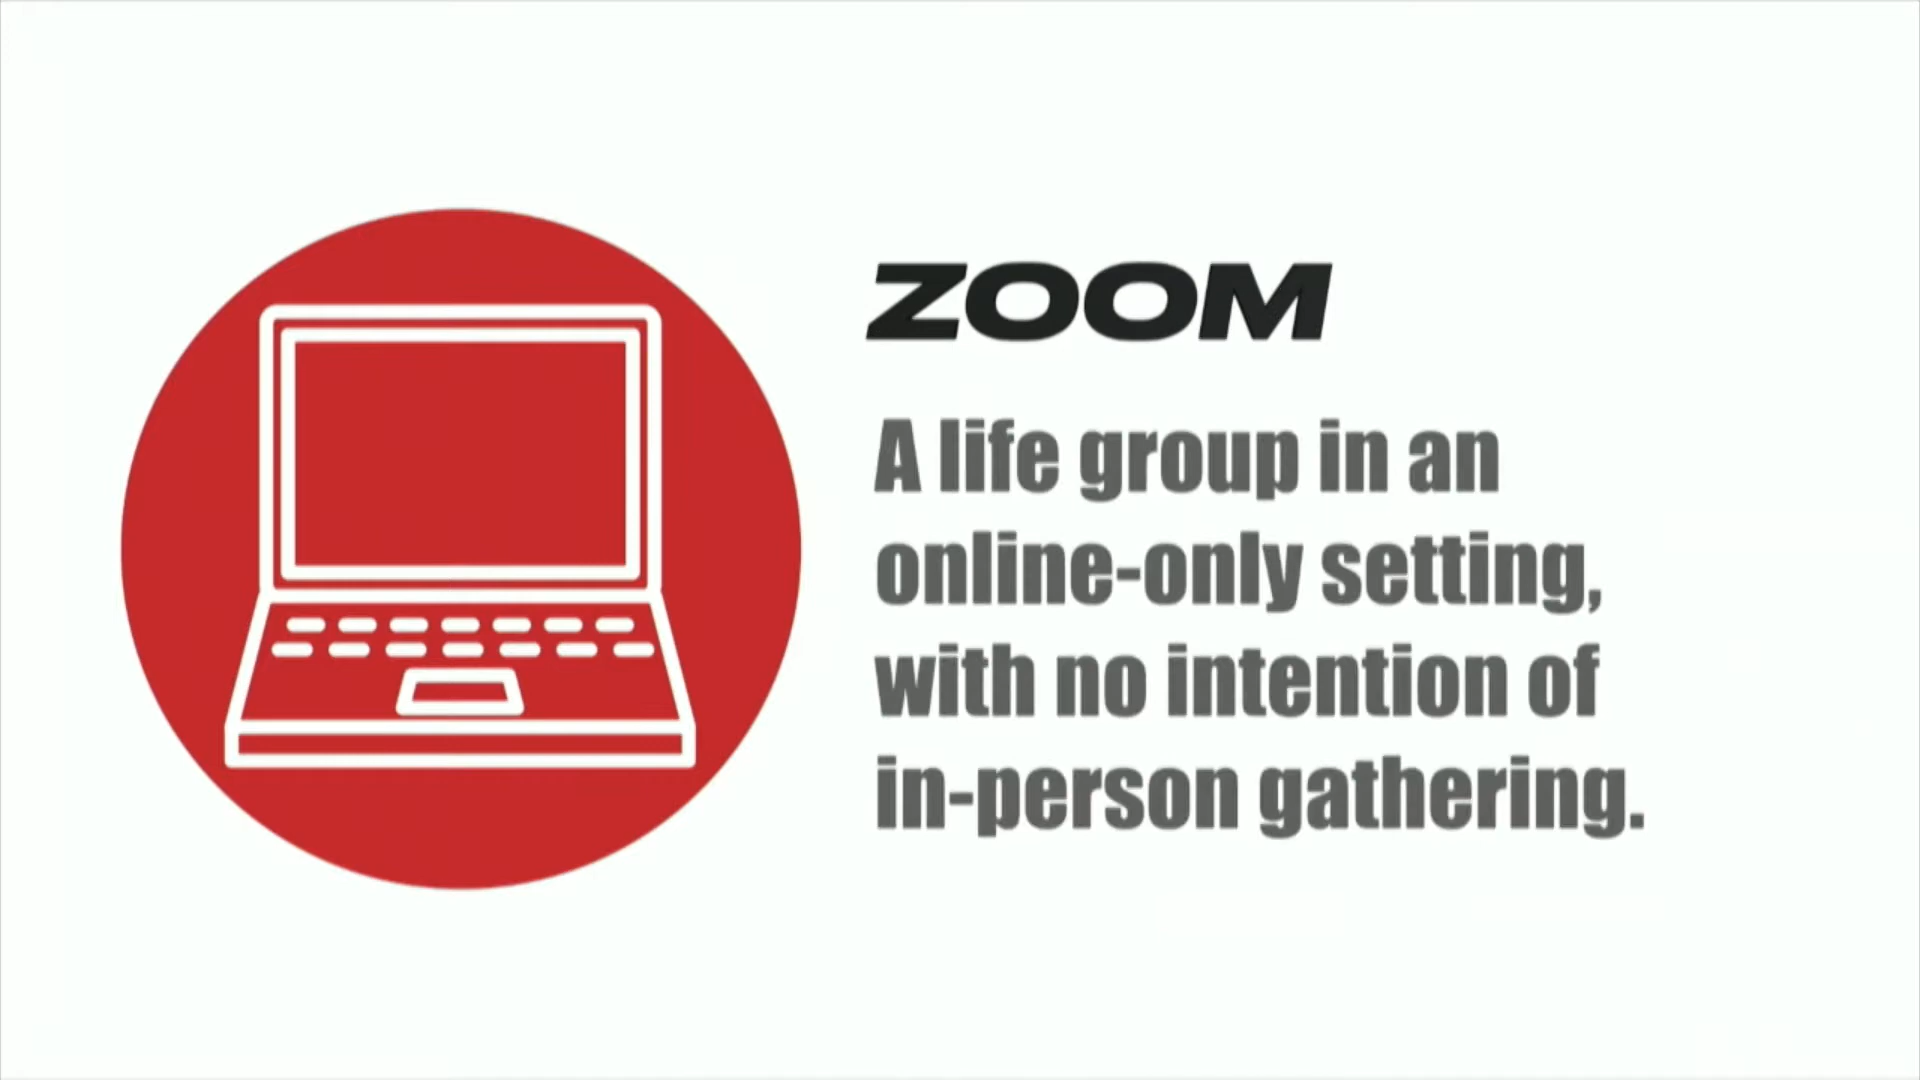 ZOOM
A life group in an
online-only setting,
with no intention of
in-person gathering.